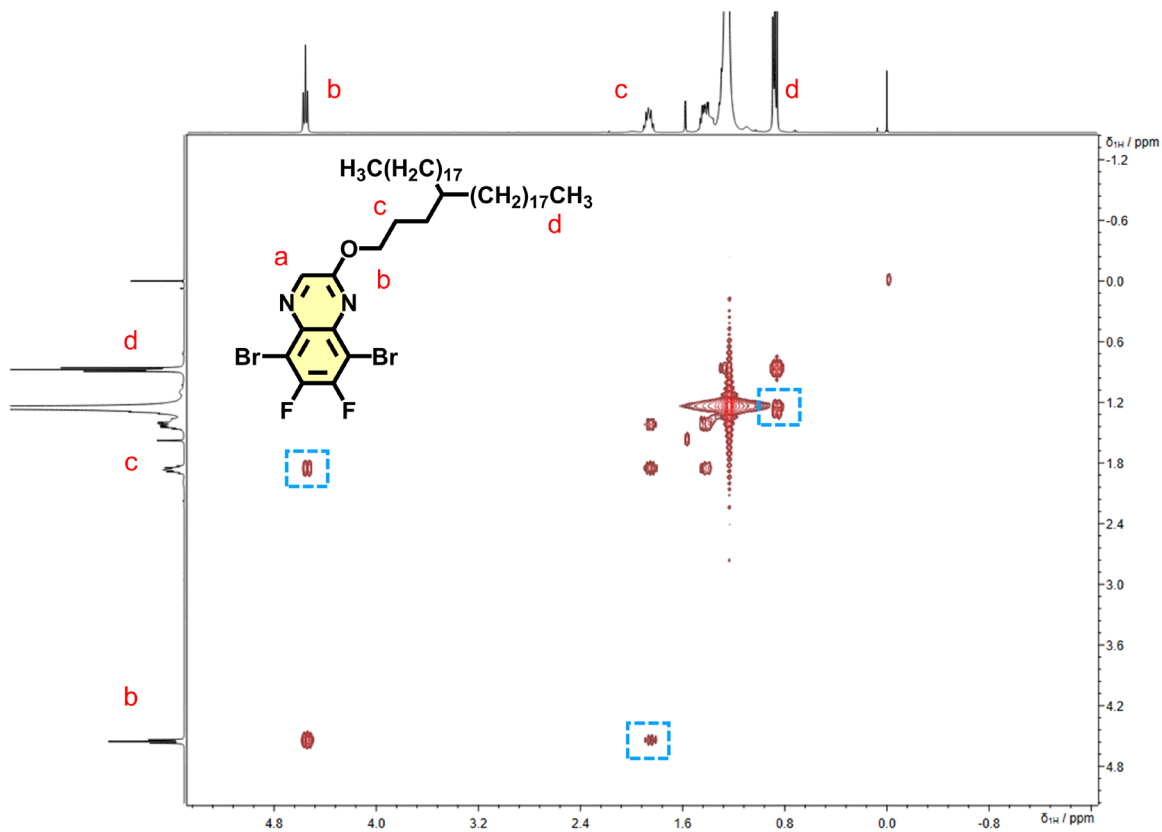 b
c
d
δ1H / ppm
-1.2
-0.6
0.0
0.6
1.2
1.8
2.4
3.0
3.6
4.2
4.8
H3C(H2C)17
(CH2)17CH3
c
d
O
a
b
N
N
Br
Br
F
F
d
c
b
4.8
4.0
3.2
2.4
1.6
0.8
0.0
-0.8
δ1H / ppm